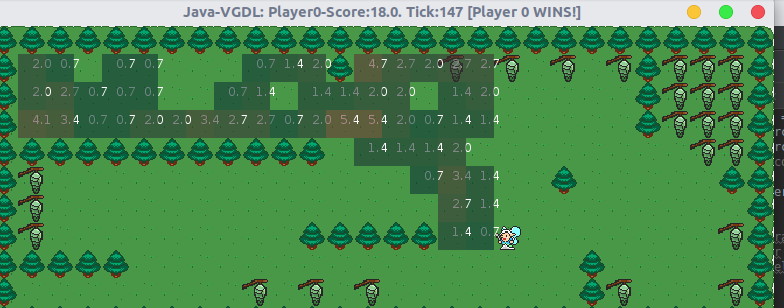 Java-VGDL: Player0-Score:18.0. Tick:147 [Player 0 WINS!]
2.0 0.7 0.7 0.7 0.7 1.4 2.0 4.7 2.7 2.0 2.7 2.7
2.0 2.7 0.7 0.7 0.7 0.7 1.4 1.4 1.4 2.0 2.0 1.4 2.0
4.1 3.4 0.7 0.7 2.0 2.0 3.4 2.7 2.7 0.7 2.0 5.4 5.4 2.0 0.7 1.4 1.4
1.4 1.4 1.4 2.0
0.7 3.4 1.4
2.7 1.4
1.4 0.7